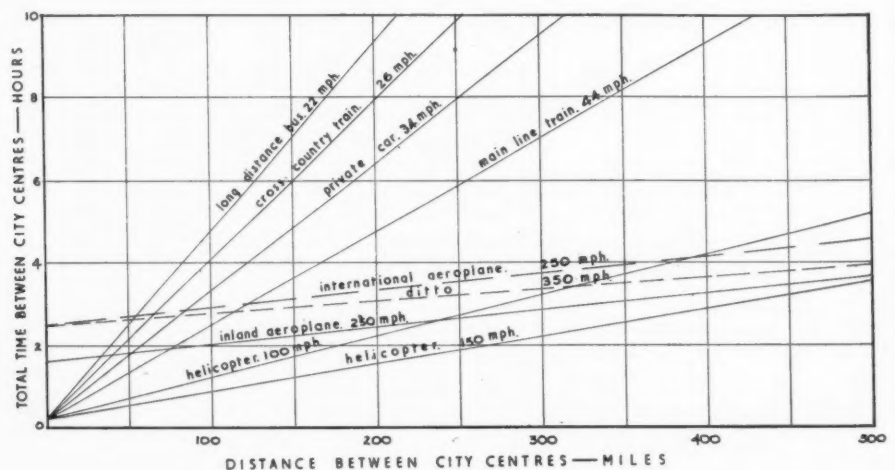 TOTAL TIME BETWEEN CITY CENTRES — HOURS
10
8
6
4
2
0
long distance bus. 22 mph.
cross. country train. 26 mph.
private car. 34 mph.
main line train. 44 mph.
international aeroplane. 250 mph.
ditto 350 mph.
inland aeroplane. 250 mph.
helicopter. 100 mph.
helicopter. 150 mph.
100 200 300 400 300
DISTANCE BETWEEN CITY CENTRES — MILES